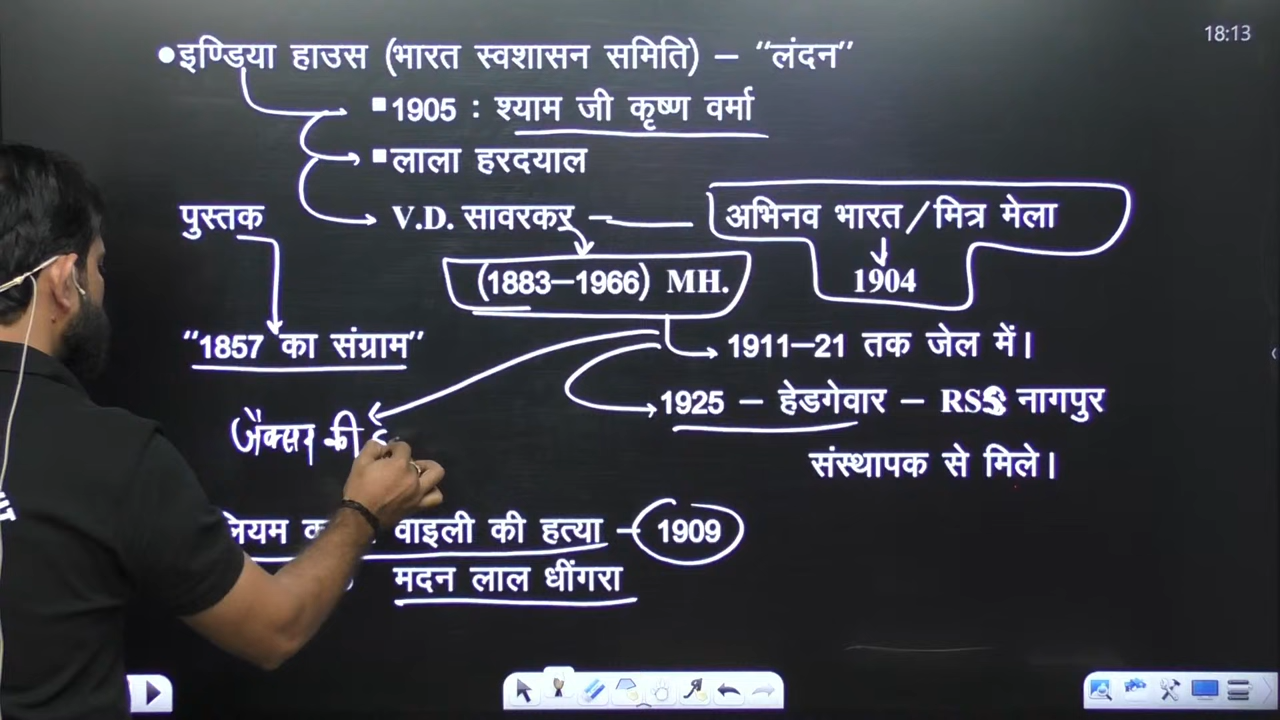 18:13
●इण्डिया हाउस (भारत स्वशासन समिति) – “लंदन”
▪1905 : श्याम जी कृष्ण वर्मा
▪लाला हरदयाल
पुस्तक V.D. सावरकर – अभिनव भारत/मित्र मेला
(1883–1966) MH. 1904
“1857 का संग्राम” 1911–21 तक जेल में।
1925 – हेडगेवार – RSS नागपुर
जैक्सन की
संस्थापक से मिले।
वाइली की हत्या – 1909
मदन लाल धींगरा